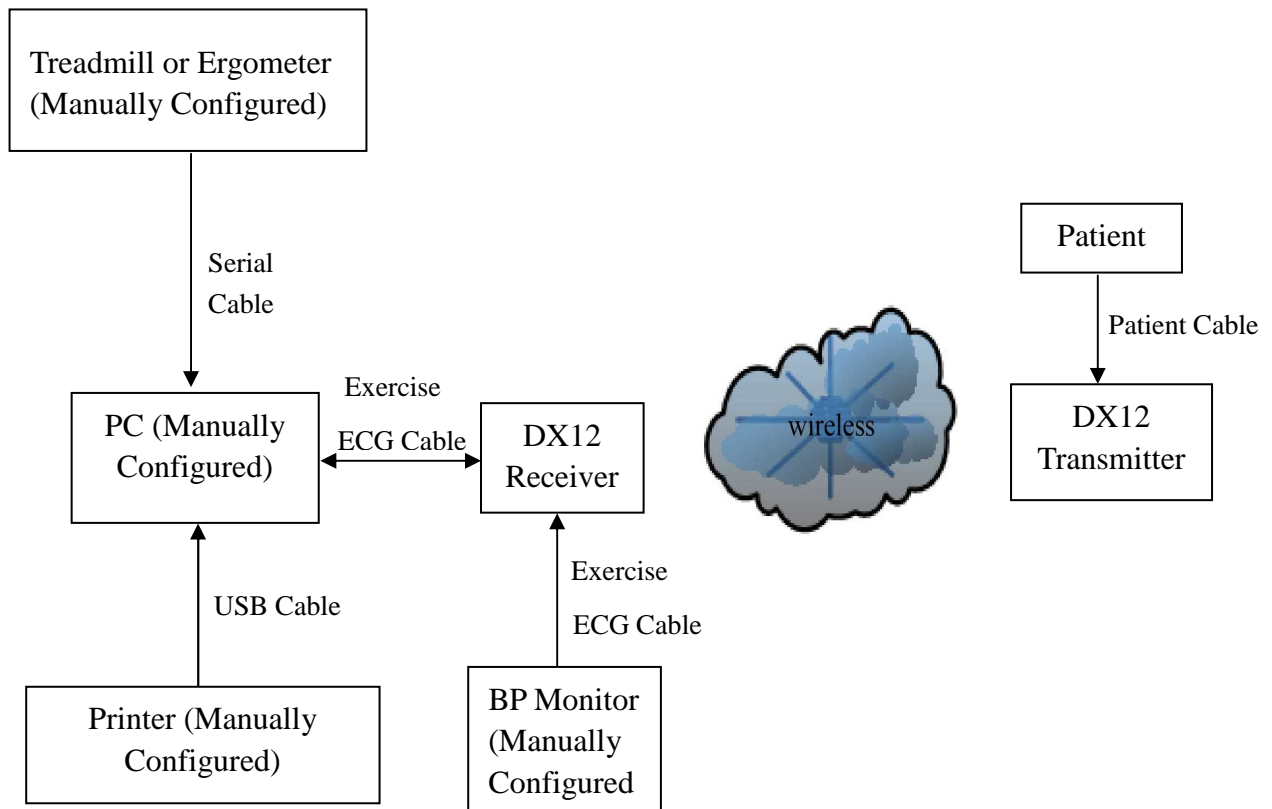 Treadmill or Ergometer
(Manually Configured)
Serial
Cable
Patient
Patient Cable
PC (Manually
Configured)
Exercise
ECG Cable
DX12
Receiver
wireless
DX12
Transmitter
USB Cable
Exercise
ECG Cable
Printer (Manually
Configured)
BP Monitor
(Manually
Configured